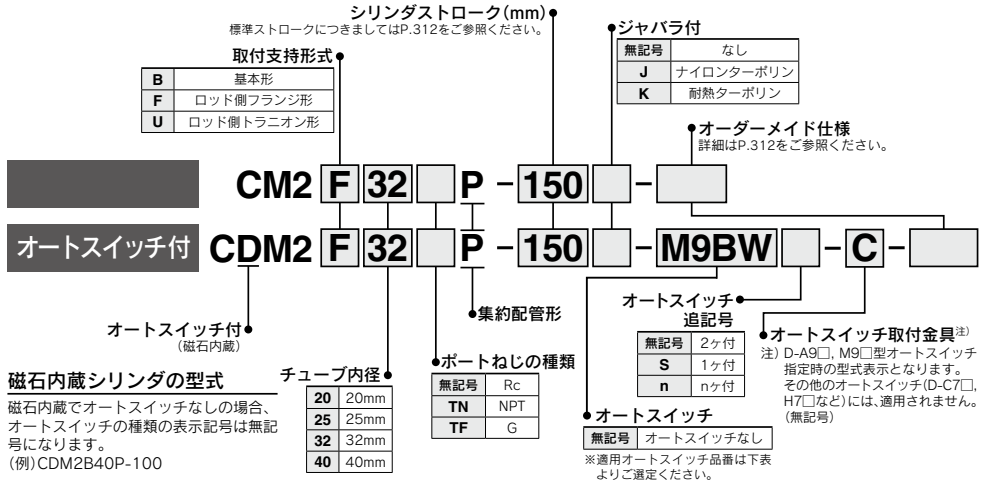 シリンダストローク(mm)
標準ストロークにつきましてはP.312をご参照ください。
取付支持形式
B 基本形
F ロッド側フランジ形
U ロッド側トラニオン形
ジャバラ付
無記号 なし
J ナイロンターポリン
K 耐熱ターポリン
オーダーメイド仕様
詳細はP.312をご参照ください。
CM2 F 32 P - 150 -
オートスイッチ付 CDM2 F 32 P - 150 - M9BW - C -
オートスイッチ付
(磁石内蔵)
集約配管形
磁石内蔵シリンダの型式
磁石内蔵でオートスイッチなしの場合、
オートスイッチの種類の表示記号は無記
号になります。
(例)CDM2B40P-100
チューブ内径
20 20mm
25 25mm
32 32mm
40 40mm
ポートねじの種類
無記号 Rc
TN NPT
TF G
オートスイッチ
追記号
無記号 2ヶ付
S 1ヶ付
n nヶ付
オートスイッチ
無記号 オートスイッチなし
※適用オートスイッチ品番は下表
よりご選定ください。
オートスイッチ取付金具注)
注) D-A9□, M9□型オートスイッチ
指定時の型式表示となります。
その他のオートスイッチ(D-C7□,
H7□など)には、適用されません。
(無記号)